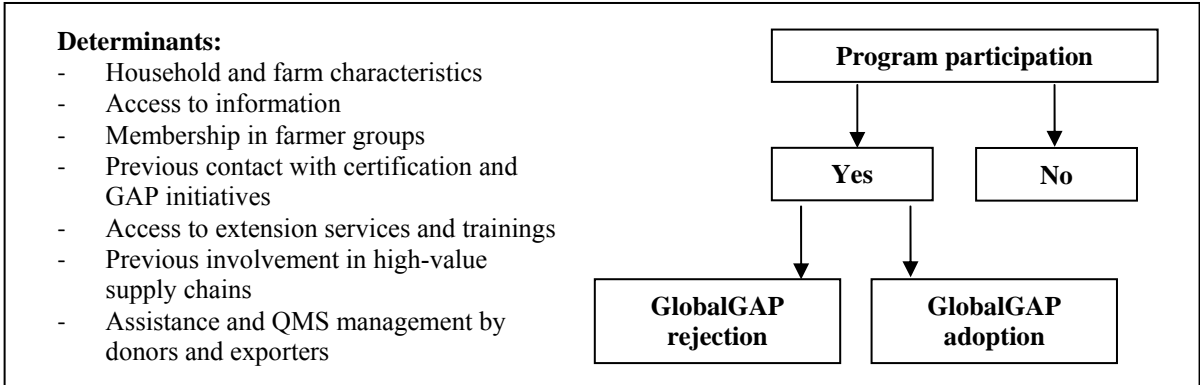 Determinants:
- Household and farm characteristics
- Access to information
- Membership in farmer groups
- Previous contact with certification and
GAP initiatives
- Access to extension services and trainings
- Previous involvement in high-value
supply chains
- Assistance and QMS management by
donors and exporters
Program participation
Yes
No
GlobalGAP
rejection
GlobalGAP
adoption